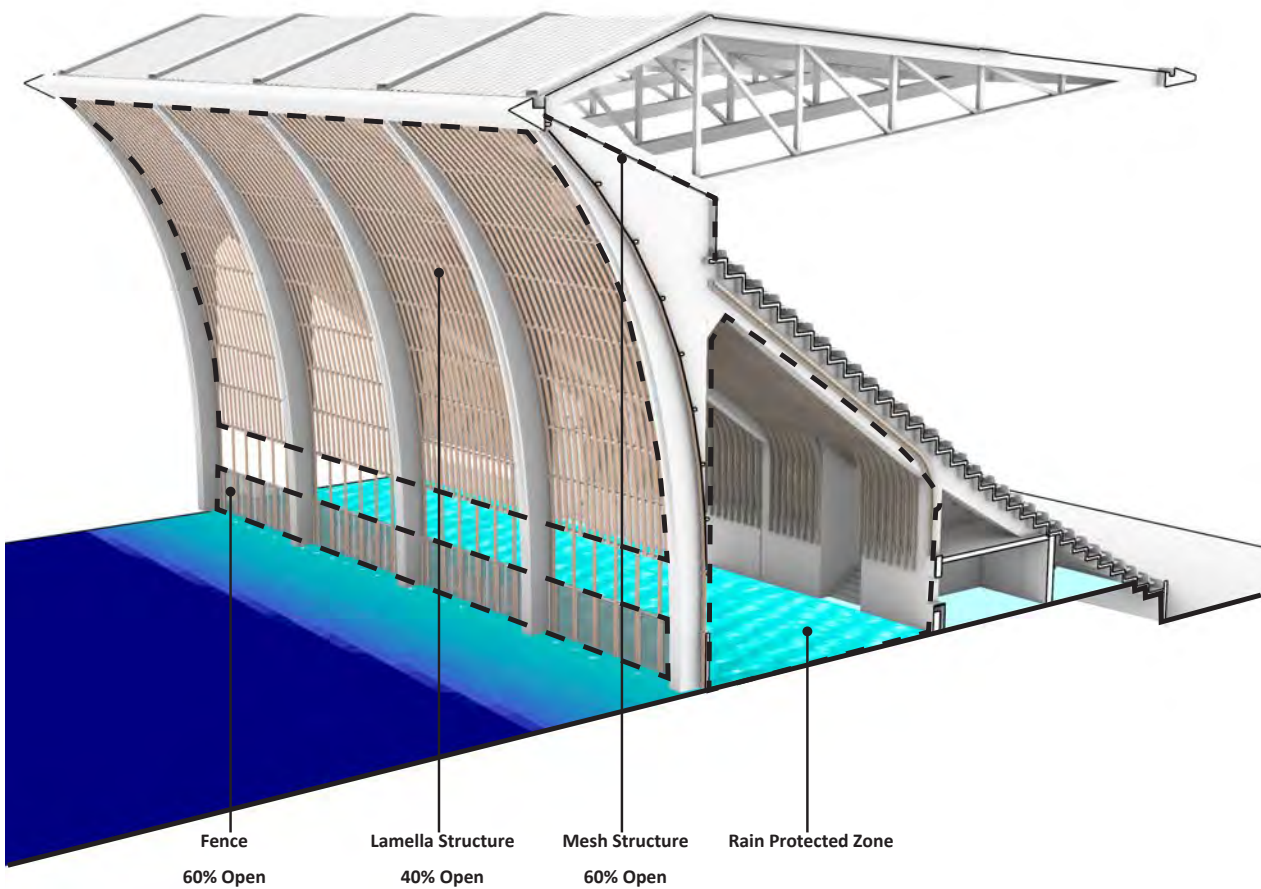 Fence
60% Open
Lamella Structure
40% Open
Mesh Structure
60% Open
Rain Protected Zone